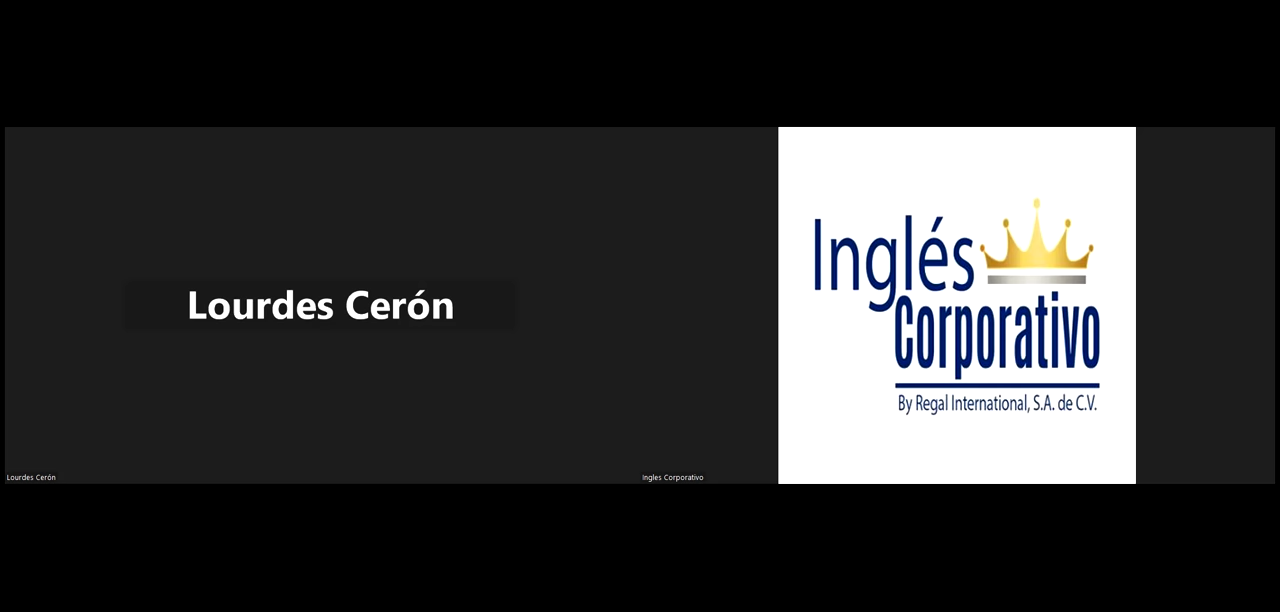 Lourdes Cerón
Lourdes Cerón
Inglés
Corporativo
By Regal International, S.A. de C.V.
Ingles Corporativo